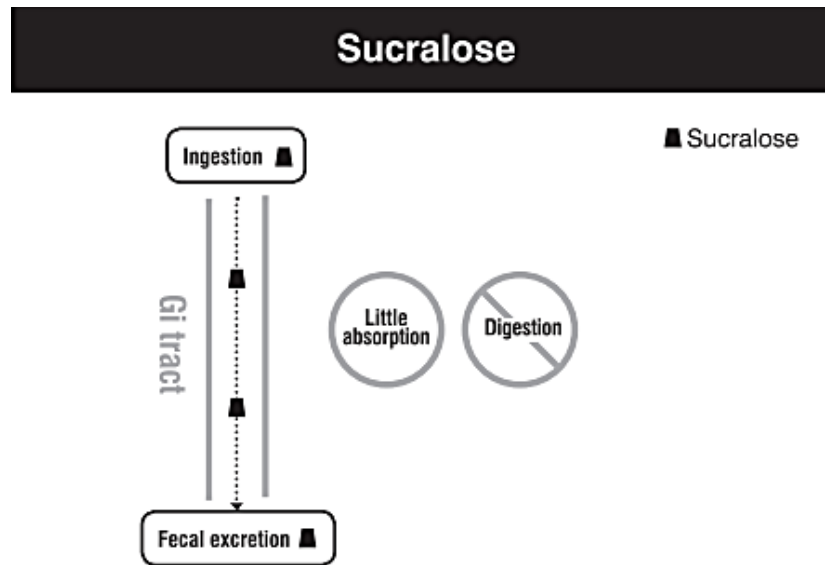 Sucralose
Ingestion
Sucralose
Gi tract
Little
absorption
Digestion
Fecal excretion